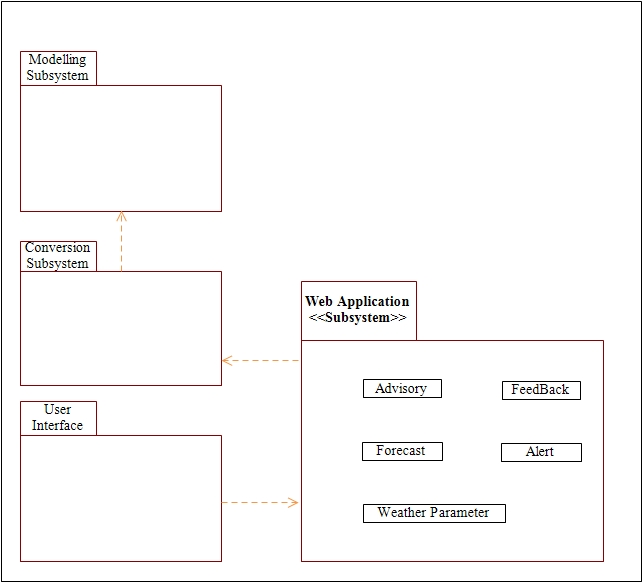 Modelling
Subsystem
Conversion
Subsystem
Web Application
<<Subsystem>>
Advisory
FeedBack
User
Interface
Forecast
Alert
Weather Parameter